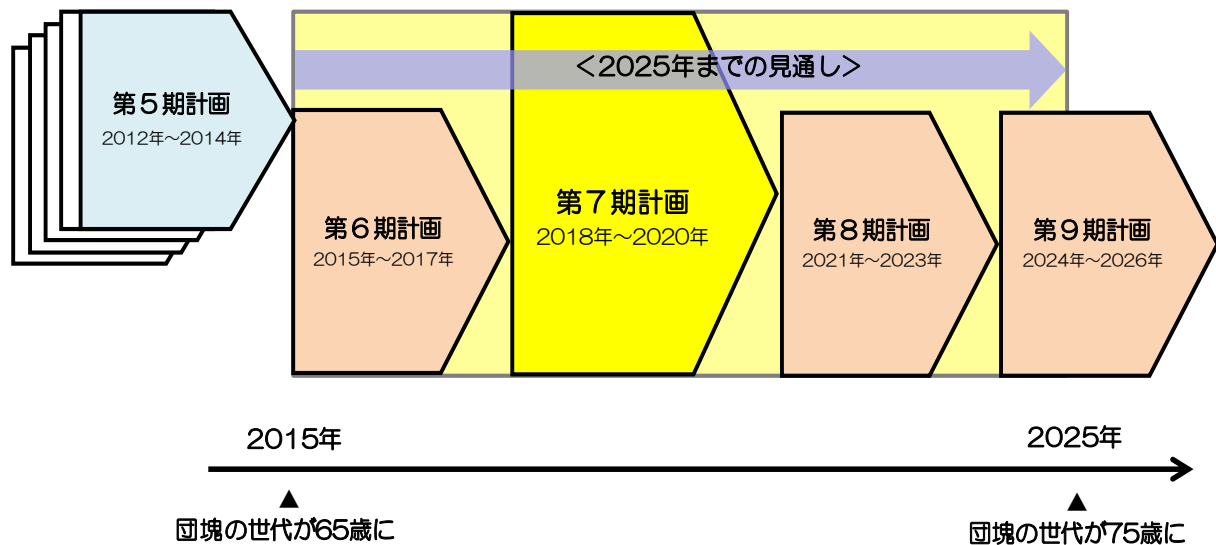 <2025年までの見通し>
第５期計画
2012年～2014年
第６期計画
2015年～2017年
第７期計画
2018年～2020年
第８期計画
2021年～2023年
第９期計画
2024年～2026年
2015年
2025年
▲
▲
団塊の世代が65歳に
団塊の世代が75歳に